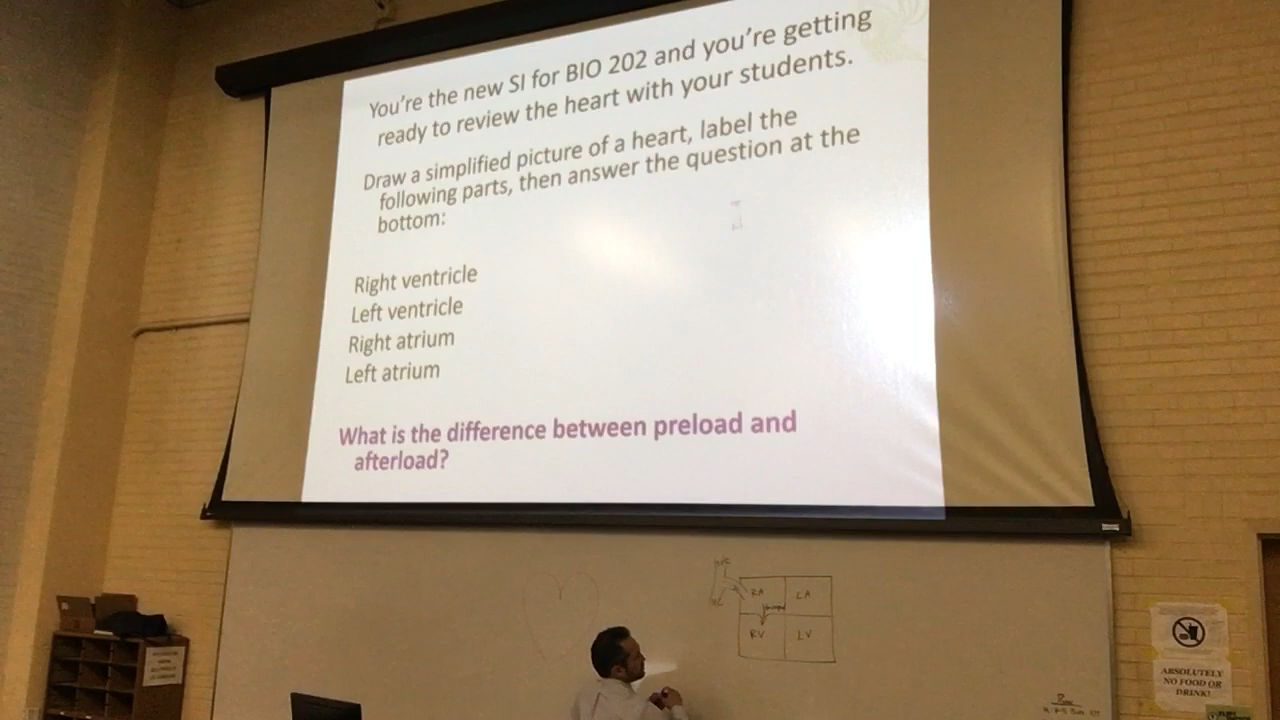 You're the new SI for BIO 202 and you're getting
ready to review the heart with your students.
Draw a simplified picture of a heart, label the
following parts, then answer the question at the
bottom:
Right ventricle
Left ventricle
Right atrium
Left atrium
What is the difference between preload and
afterload?
RA LA
RV LV
ABSOLUTELY
NO FOOD OR
DRINK!